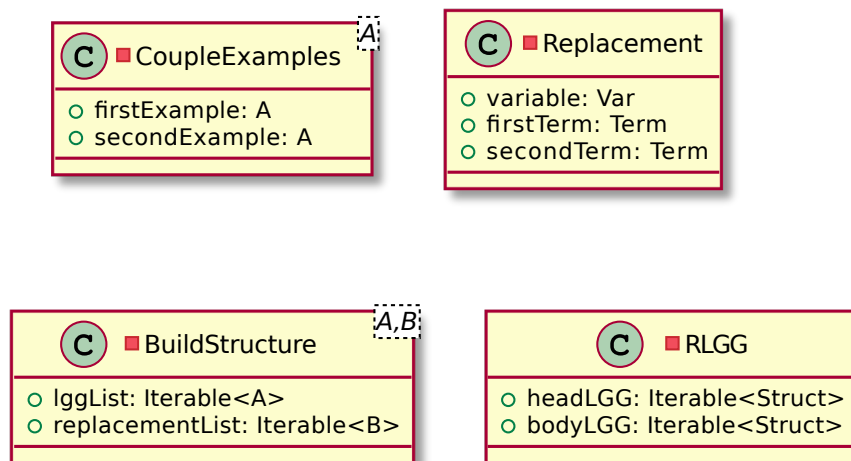 C CoupleExamples A
firstExample: A
secondExample: A
C Replacement
variable: Var
firstTerm: Term
secondTerm: Term
C BuildStructure A,B
lggList: Iterable<A>
replacementList: Iterable<B>
C RLGG
headLGG: Iterable<Struct>
bodyLGG: Iterable<Struct>